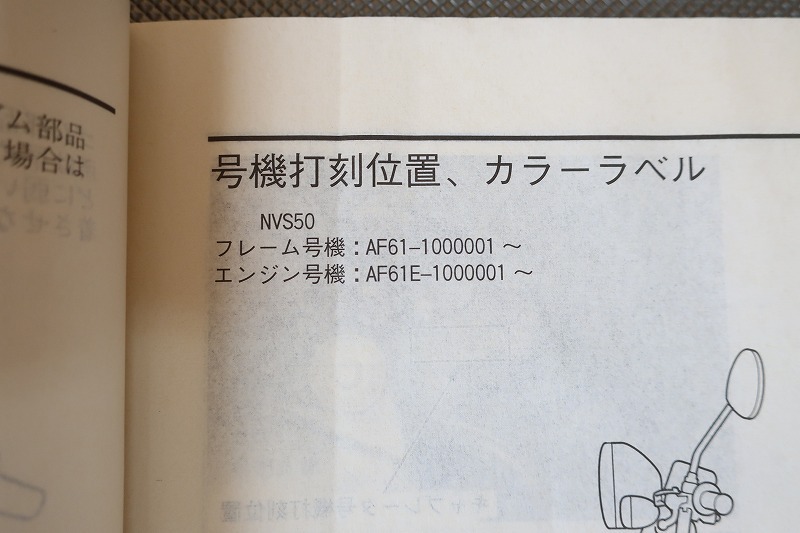 ム部品
場合は
号機打刻位置、カラーラベル
NVS50
フレーム号機：AF61-1000001～
エンジン号機：AF61E-1000001～